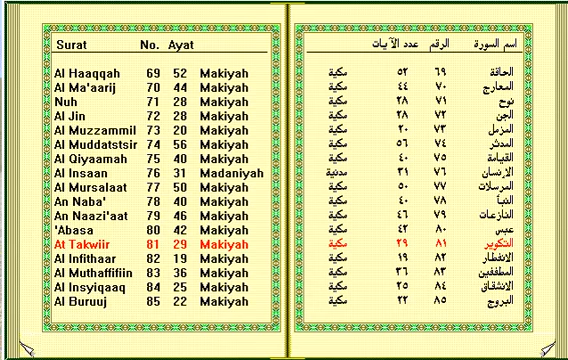 Surat No. Ayat
Al Haaqqah 69 52 Makiyah
Al Ma'aarij 70 44 Makiyah
Nuh 71 28 Makiyah
Al Jin 72 28 Makiyah
Al Muzzammil 73 20 Makiyah
Al Muddatstsir 74 56 Makiyah
Al Qiyaamah 75 40 Makiyah
Al Insaan 76 31 Madaniyah
Al Mursalaat 77 50 Makiyah
An Naba' 78 40 Makiyah
An Naazi'aat 79 46 Makiyah
'Abasa 80 42 Makiyah
At Takwiir 81 29 Makiyah
Al Infithaar 82 19 Makiyah
Al Muthaffifiin 83 36 Makiyah
Al Insyiqaaq 84 25 Makiyah
Al Buruuj 85 22 Makiyah
اسم السورة الرقم عدد الآيات
الحاقة ٦٩ ٥٢ مكية
المعارج ٧٠ ٤٤ مكية
نوح ٧١ ٢٨ مكية
الجن ٧٢ ٢٨ مكية
المزمل ٧٣ ٢٠ مكية
المدثر ٧٤ ٥٦ مكية
القيامة ٧٥ ٤٠ مكية
الإنسان ٧٦ ٣١ مدنية
المرسلات ٧٧ ٥٠ مكية
النبأ ٧٨ ٤٠ مكية
النازعات ٧٩ ٤٦ مكية
عبس ٨٠ ٤٢ مكية
التكوير ٨١ ٢٩ مكية
الانفطار ٨٢ ١٩ مكية
المطففين ٨٣ ٣٦ مكية
الانشقاق ٨٤ ٢٥ مكية
البروج ٨٥ ٢٢ مكية